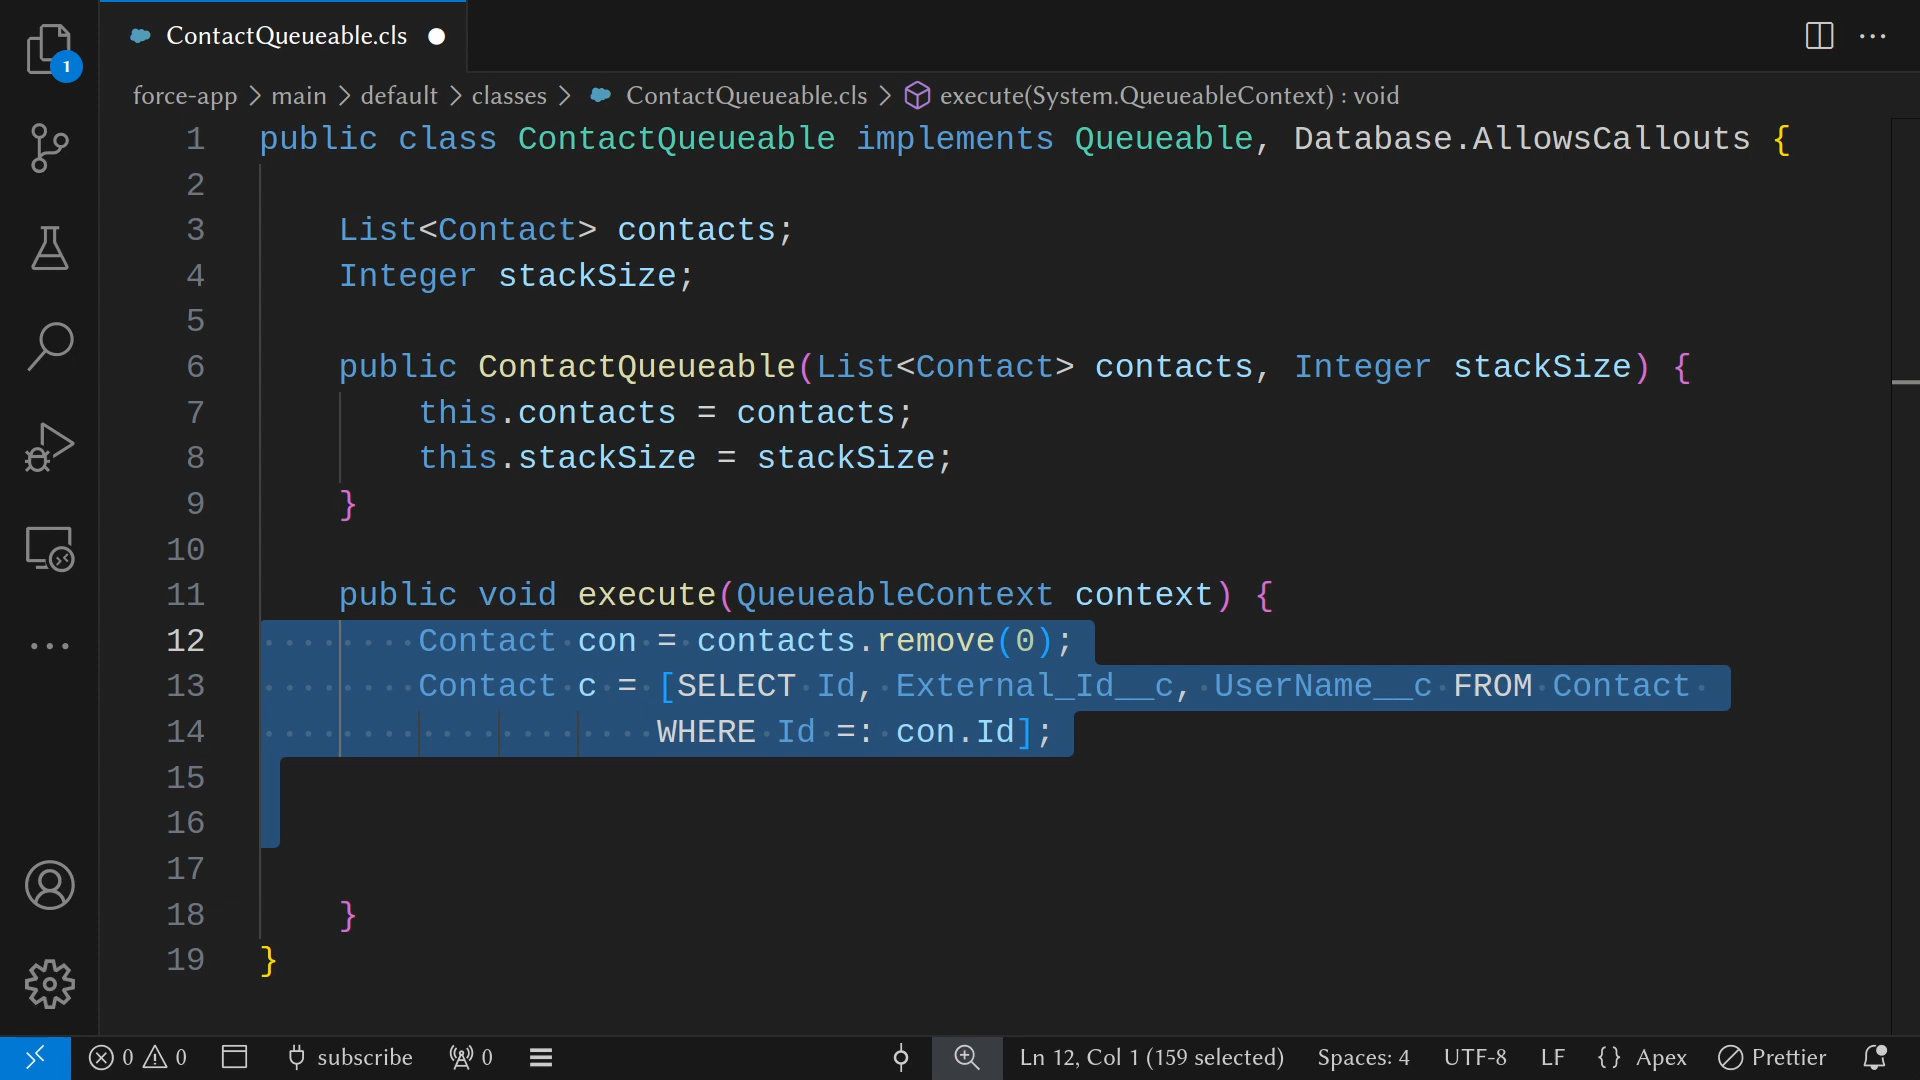 ContactQueueable.cls
1
force-app > main > default > classes > ContactQueueable.cls > execute(System.QueueableContext) : void
1 public class ContactQueueable implements Queueable, Database.AllowsCallouts {
2
3 List<Contact> contacts;
4 Integer stackSize;
5
6 public ContactQueueable(List<Contact> contacts, Integer stackSize) {
7 this.contacts = contacts;
8 this.stackSize = stackSize;
9 }
10
11 public void execute(QueueableContext context) {
12 Contact con = contacts.remove(0);
13 Contact c = [SELECT Id, External_Id__c, UserName__c FROM Contact
14 WHERE Id =: con.Id];
15
16
17
18 }
19 }
0 0 subscribe 0 Ln 12, Col 1 (159 selected) Spaces: 4 UTF-8 LF {} Apex Prettier